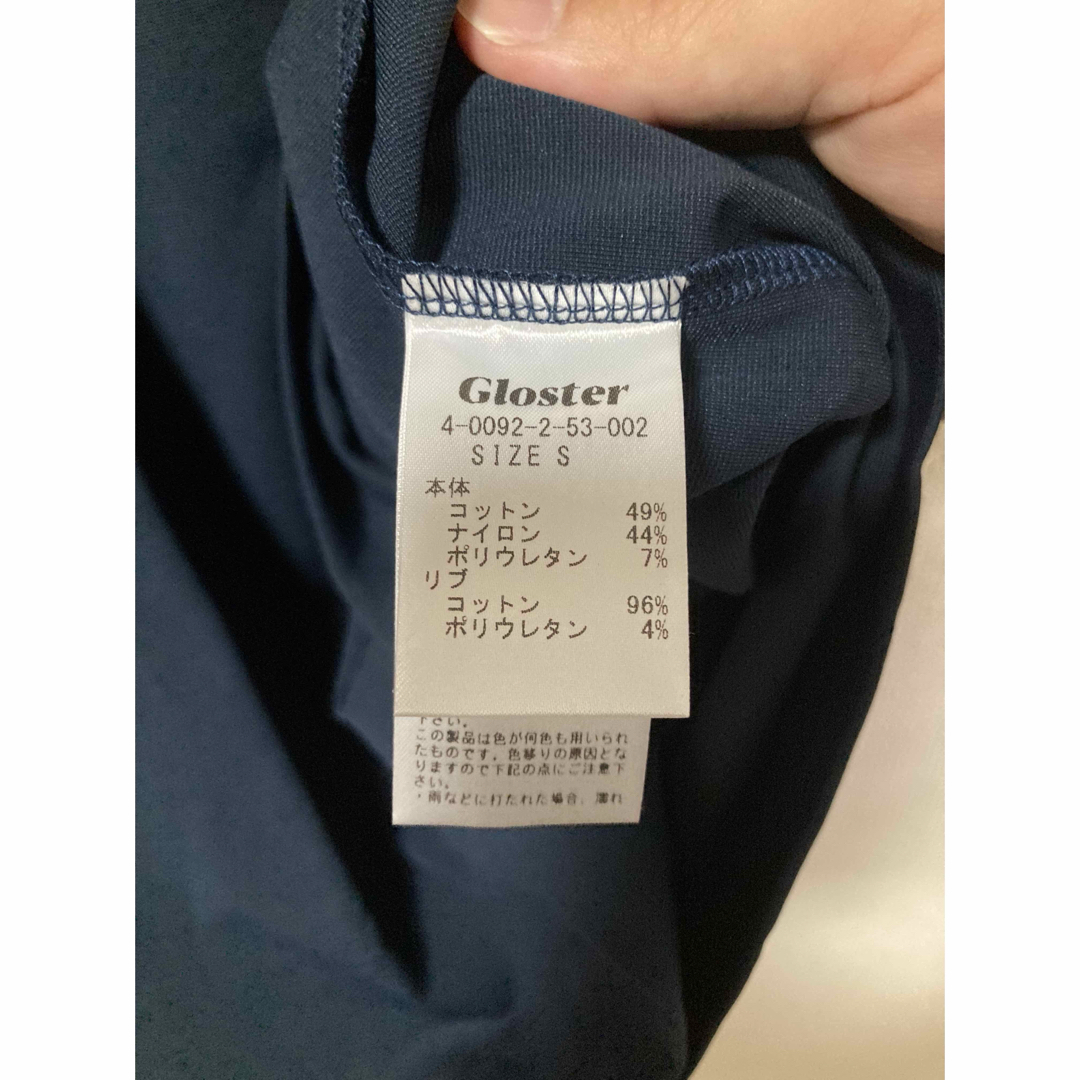 Gloster
4-0092-2-53-002
SIZE S
本体
コットン 49%
ナイロン 44%
ポリウレタン 7%
リブ
コットン 96%
ポリウレタン 4%
下さい。
この製品は色が何色も用いられ
たものです。色移りの原因とな
りますので下記の点にご注意下
さい。
・雨などに打たれた場合、濡れ